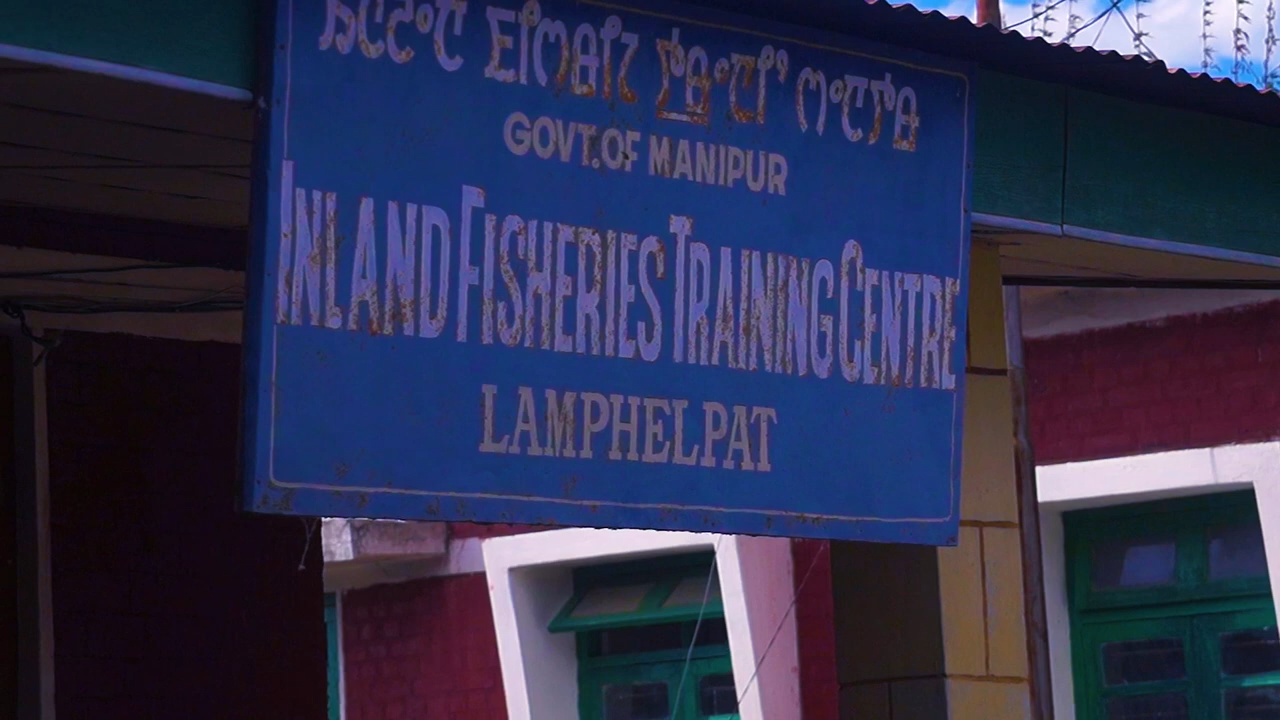 GOVT. OF MANIPUR
INLAND FISHERIES TRAINING CENTRE
LAMPHELPAT